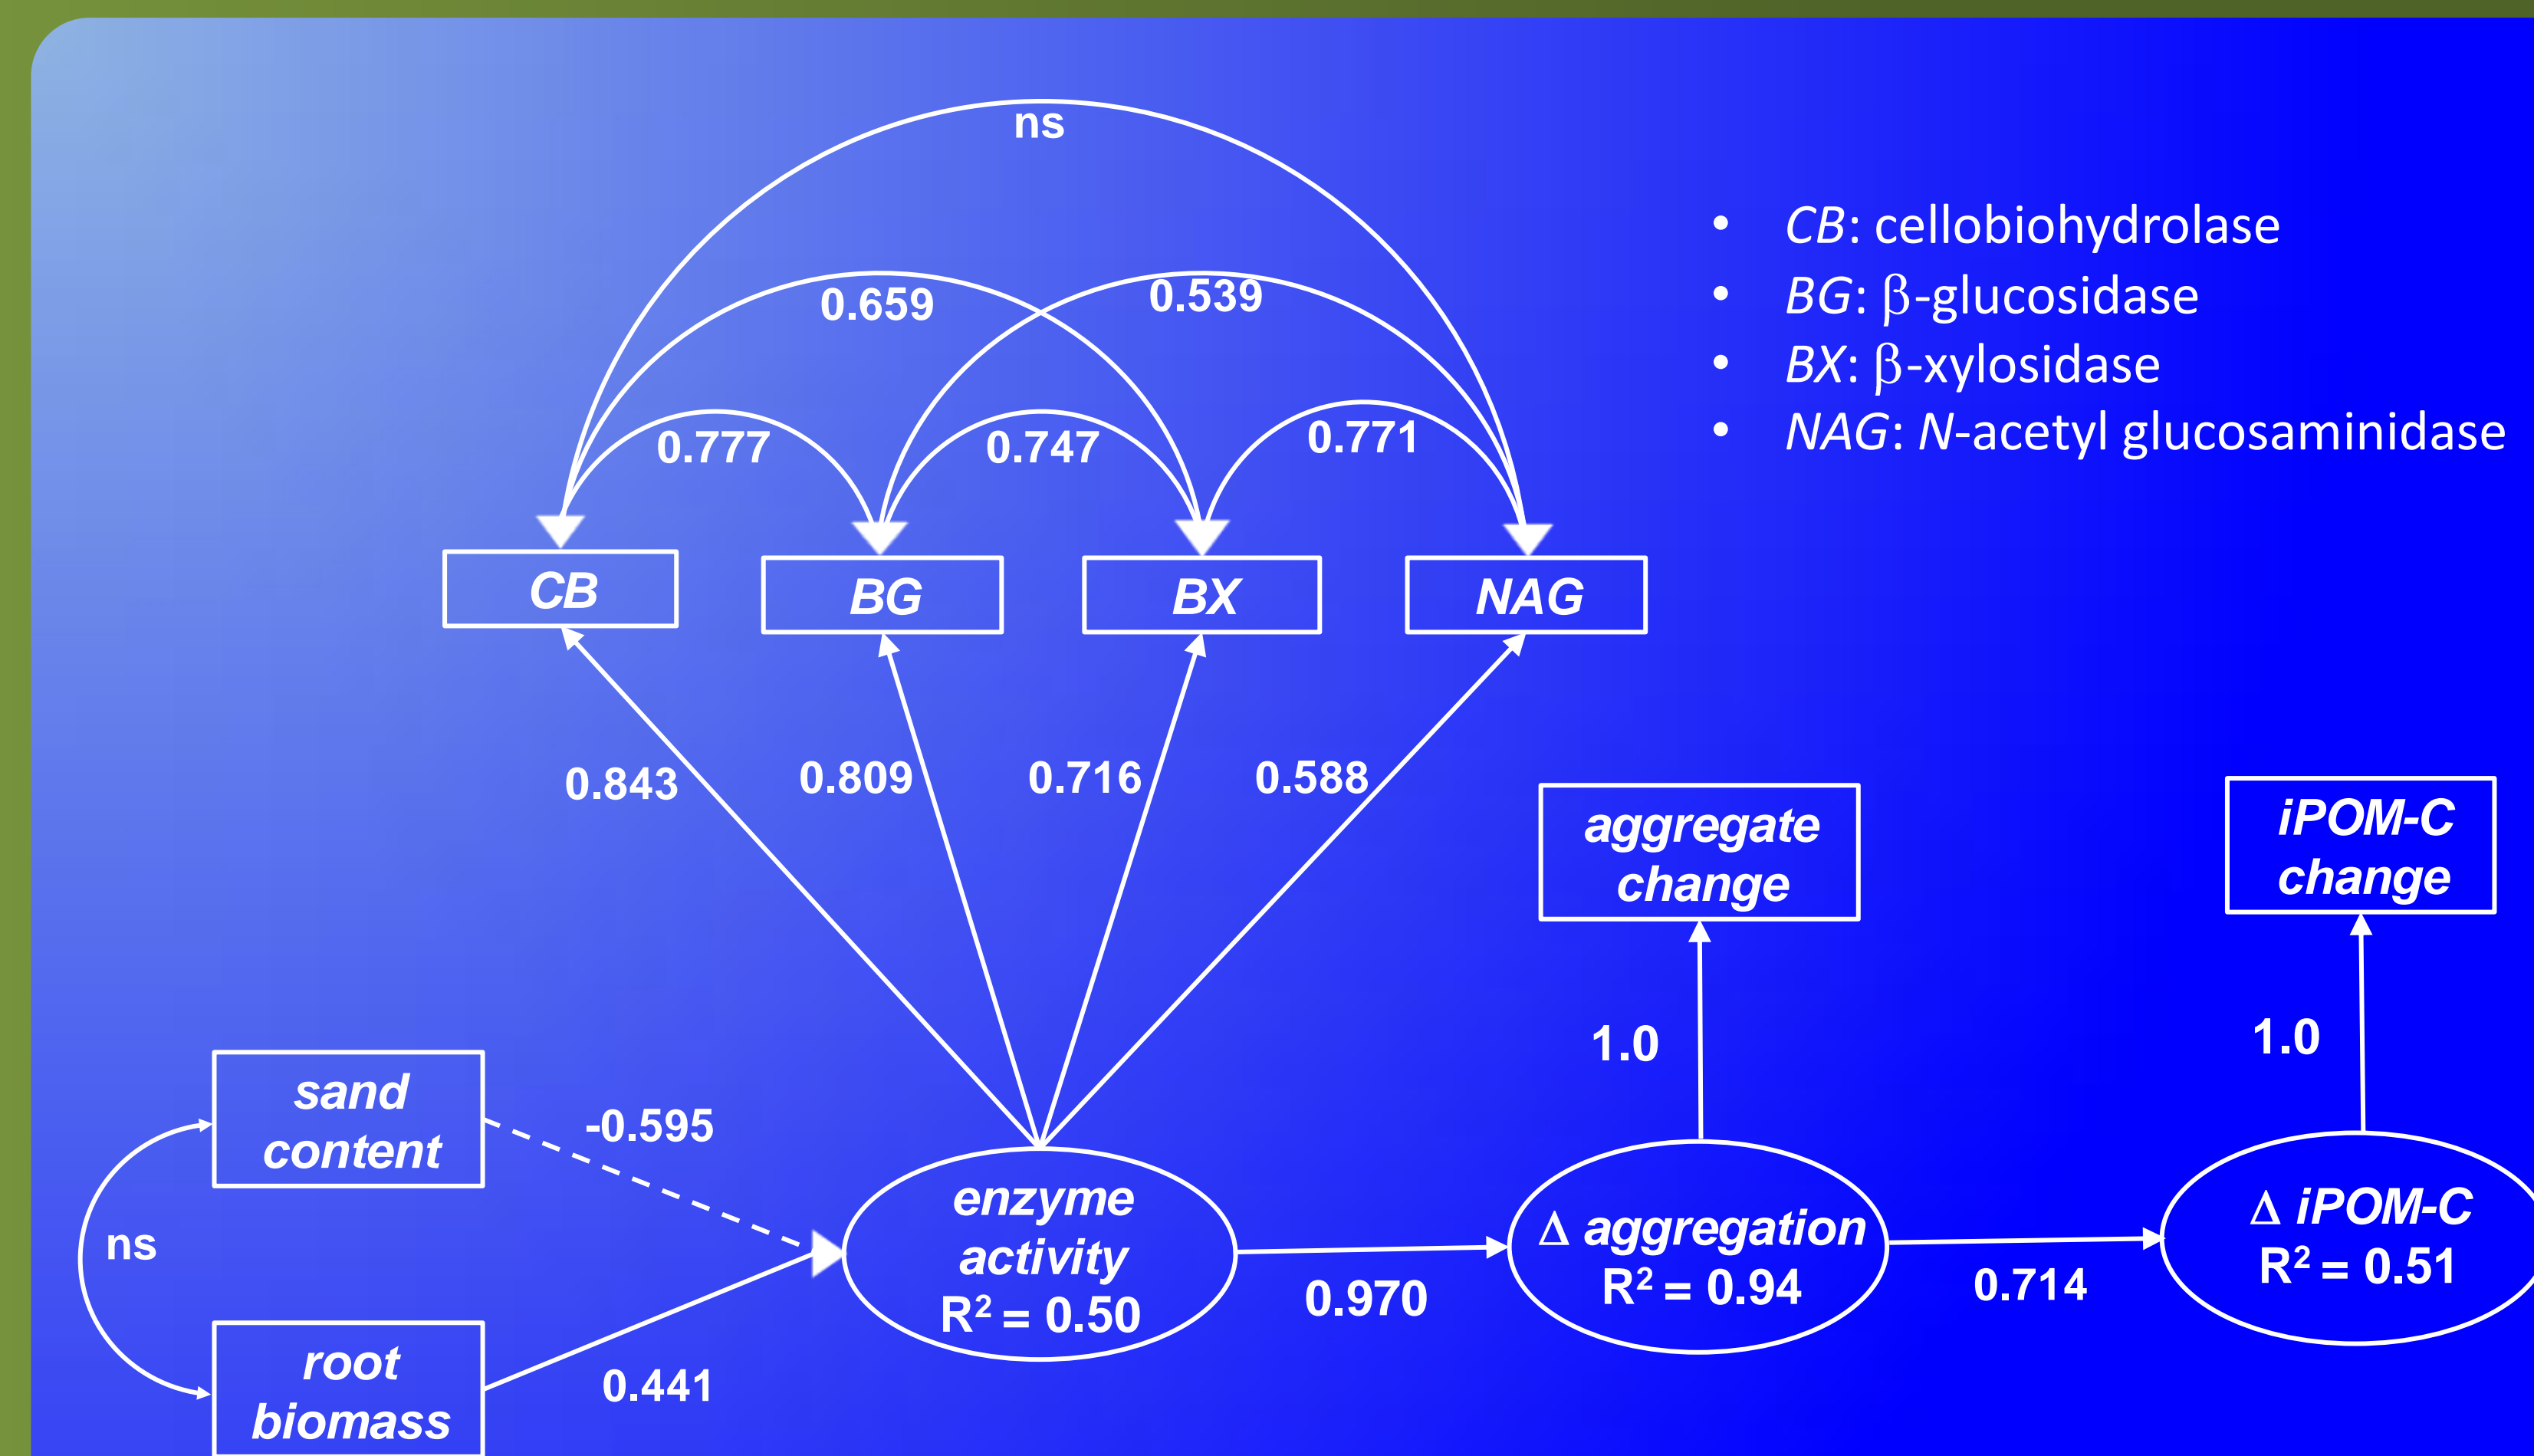 ns
0.659
0.539
0.777
0.747
0.771
• CB: cellobiohydrolase
• BG: β-glucosidase
• BX: β-xylosidase
• NAG: N-acetyl glucosaminidase
CB
BG
BX
NAG
0.843
0.809
0.716
0.588
aggregate
change
iPOM-C
change
1.0
1.0
sand
content
-0.595
ns
root
biomass
0.441
enzyme
activity
R² = 0.50
0.970
Δ aggregation
R² = 0.94
0.714
Δ iPOM-C
R² = 0.51